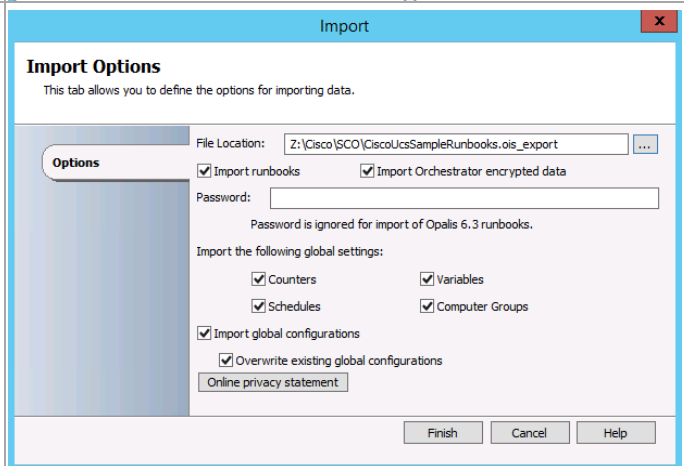 Import
x
Import Options
This tab allows you to define the options for importing data.
Options
File Location: Z:\Cisco\SCO\CiscoUcsSampleRunbooks.ois_export ...
Import runbooks Import Orchestrator encrypted data
Password:
Password is ignored for import of Opalis 6.3 runbooks.
Import the following global settings:
Counters Variables
Schedules Computer Groups
Import global configurations
Overwrite existing global configurations
Online privacy statement
Finish Cancel Help